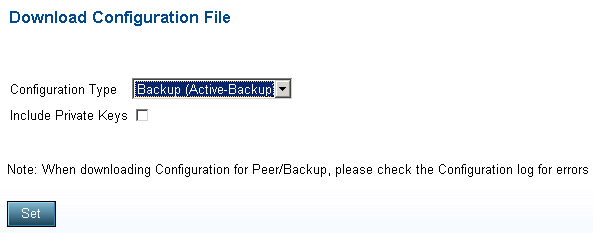 Download Configuration File
Configuration Type Backup (Active-Backup
Include Private Keys
Note: When downloading Configuration for Peer/Backup, please check the Configuration log for errors
Set